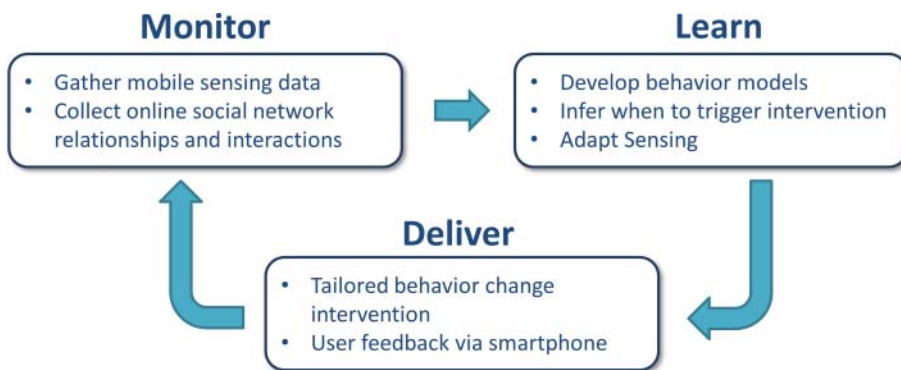 Monitor
• Gather mobile sensing data
• Collect online social network
relationships and interactions
Learn
• Develop behavior models
• Infer when to trigger intervention
• Adapt Sensing
Deliver
• Tailored behavior change
intervention
• User feedback via smartphone